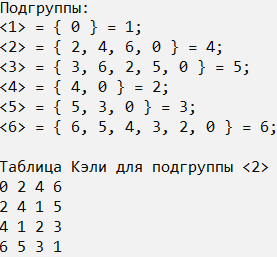 Подгруппы:
<1> = { 0 } = 1;
<2> = { 2, 4, 6, 0 } = 4;
<3> = { 3, 6, 2, 5, 0 } = 5;
<4> = { 4, 0 } = 2;
<5> = { 5, 3, 0 } = 3;
<6> = { 6, 5, 4, 3, 2, 0 } = 6;
Таблица Кэли для подгруппы <2>
0 2 4 6
2 4 1 5
4 1 2 3
6 5 3 1